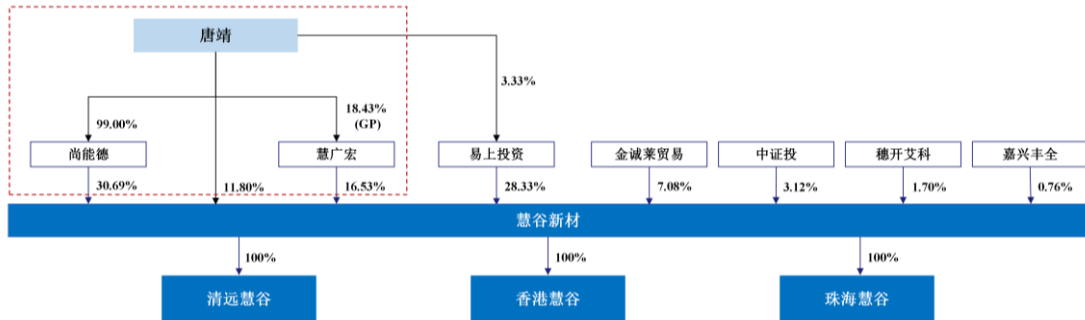 唐靖
3.33%
18.43%
(GP)
99.00%
尚能德
慧广宏
易上投资
金诚莱贸易
中证投
穗开艾科
嘉兴丰全
30.69%
11.80%
16.53%
28.33%
7.08%
3.12%
1.70%
0.76%
慧谷新材
100%
100%
100%
清远慧谷
香港慧谷
珠海慧谷